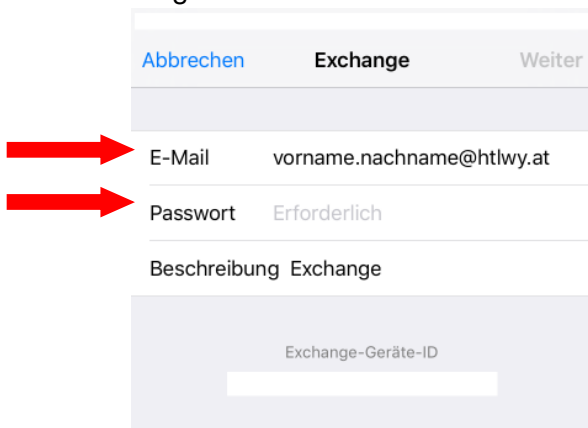 Abbrechen Exchange Weiter
E-Mail vorname.nachname@htlwy.at
Passwort Erforderlich
Beschreibung Exchange
Exchange-Geräte-ID